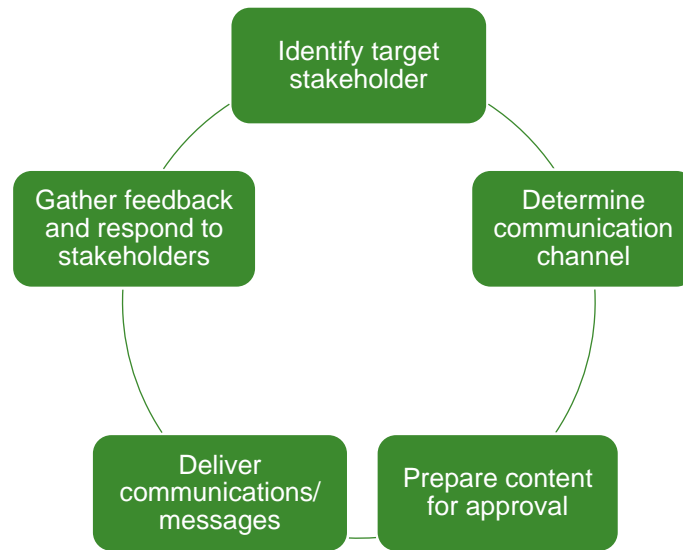 Identify target
stakeholder
Determine
communication
channel
Prepare content
for approval
Deliver
communications/
messages
Gather feedback
and respond to
stakeholders